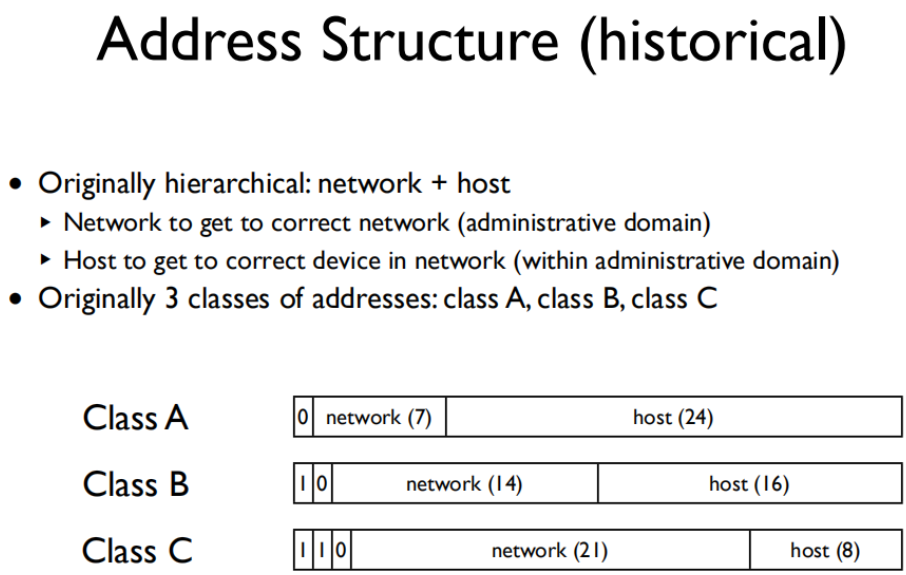 Address Structure (historical)
• Originally hierarchical: network + host
‣ Network to get to correct network (administrative domain)
‣ Host to get to correct device in network (within administrative domain)
• Originally 3 classes of addresses: class A, class B, class C
Class A 0 network (7) host (24)
Class B 1 0 network (14) host (16)
Class C 1 1 0 network (21) host (8)